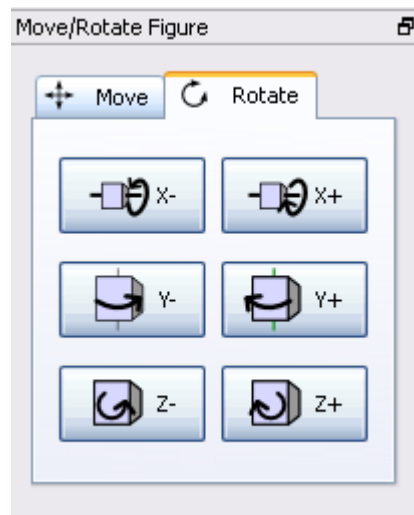 Move/Rotate Figure
Move Rotate
X- X+
Y- Y+
Z- Z+